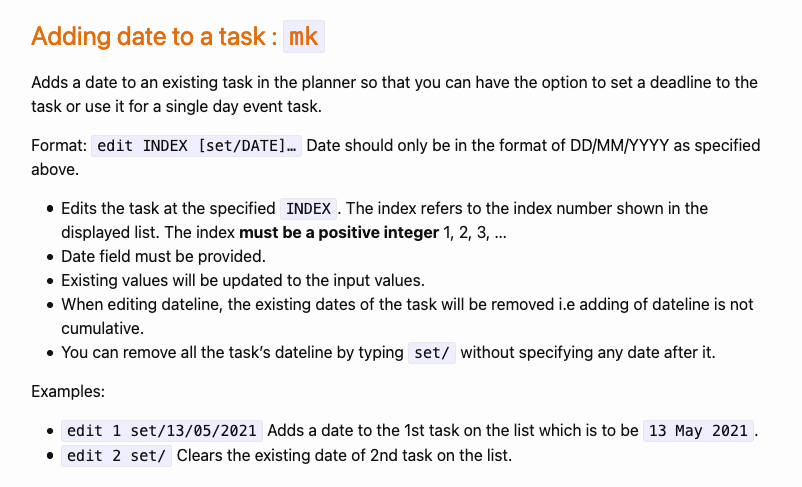 Adding date to a task : mk
Adds a date to an existing task in the planner so that you can have the option to set a deadline to the
task or use it for a single day event task.
Format: edit INDEX [set/DATE]… Date should only be in the format of DD/MM/YYYY as specified
above.
• Edits the task at the specified INDEX. The index refers to the index number shown in the
displayed list. The index must be a positive integer 1, 2, 3, …
• Date field must be provided.
• Existing values will be updated to the input values.
• When editing dateline, the existing dates of the task will be removed i.e adding of dateline is not
cumulative.
• You can remove all the task’s dateline by typing set/ without specifying any date after it.
Examples:
• edit 1 set/13/05/2021 Adds a date to the 1st task on the list which is to be 13 May 2021.
• edit 2 set/ Clears the existing date of 2nd task on the list.